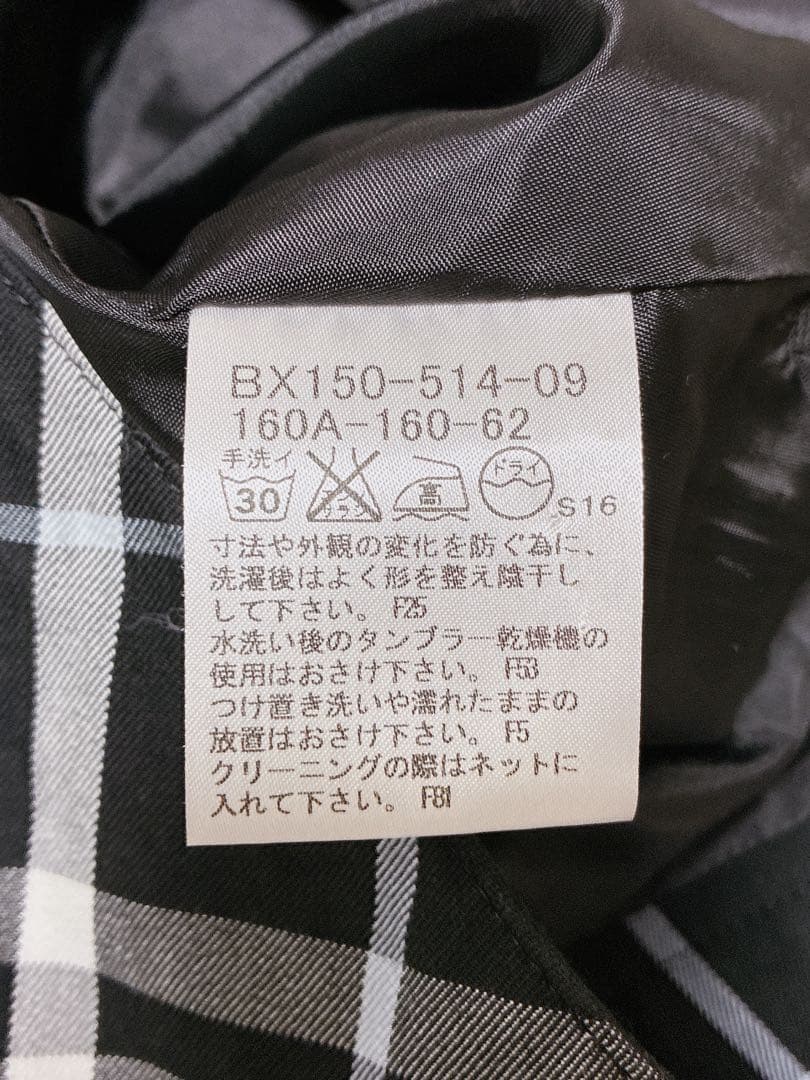 BX150-514-09
160A-160-62
手洗イ
30
高
ドライ
S16
寸法や外観の変化を防ぐ為に、
洗濯後はよく形を整え陰干し
して下さい。 F25
水洗い後のタンブラー乾燥機の
使用はおさけ下さい。 F53
つけ置き洗いや濡れたままの
放置はおさけ下さい。 F5
クリーニングの際はネットに
入れて下さい。 F81